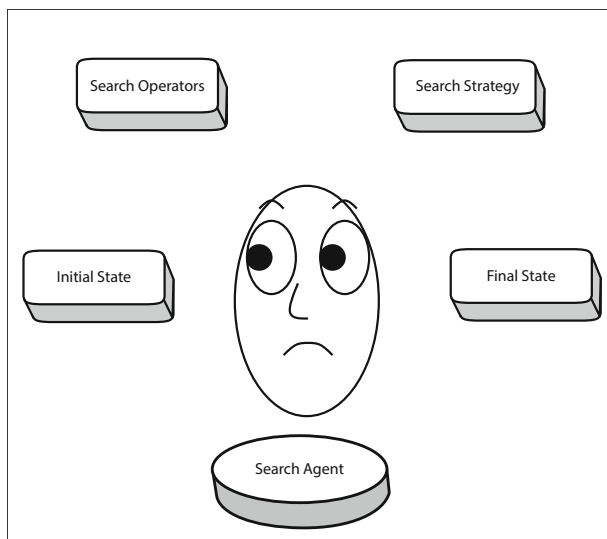 Search Operators
Search Strategy
Initial State
Final State
Search Agent